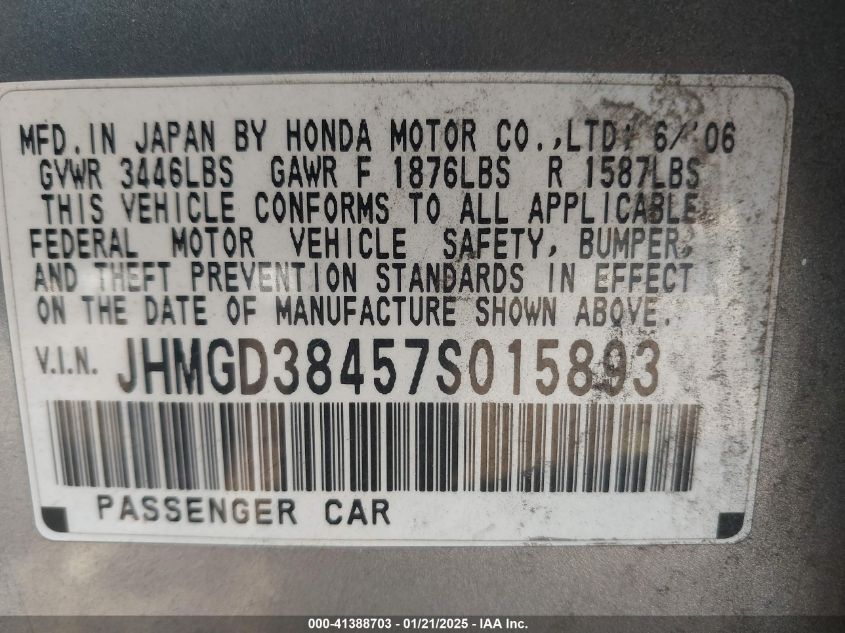 MFD. IN JAPAN BY HONDA MOTOR CO.,LTD. 6/'06
GVWR 3446LBS GAWR F 1876LBS R 1587LBS
THIS VEHICLE CONFORMS TO ALL APPLICABLE
FEDERAL MOTOR VEHICLE SAFETY, BUMPER,
AND THEFT PREVENTION STANDARDS IN EFFECT
ON THE DATE OF MANUFACTURE SHOWN ABOVE.
V.I.N. JHMGD38457S015893
PASSENGER CAR
000-41388703 - 01/21/2025 - IAA Inc.